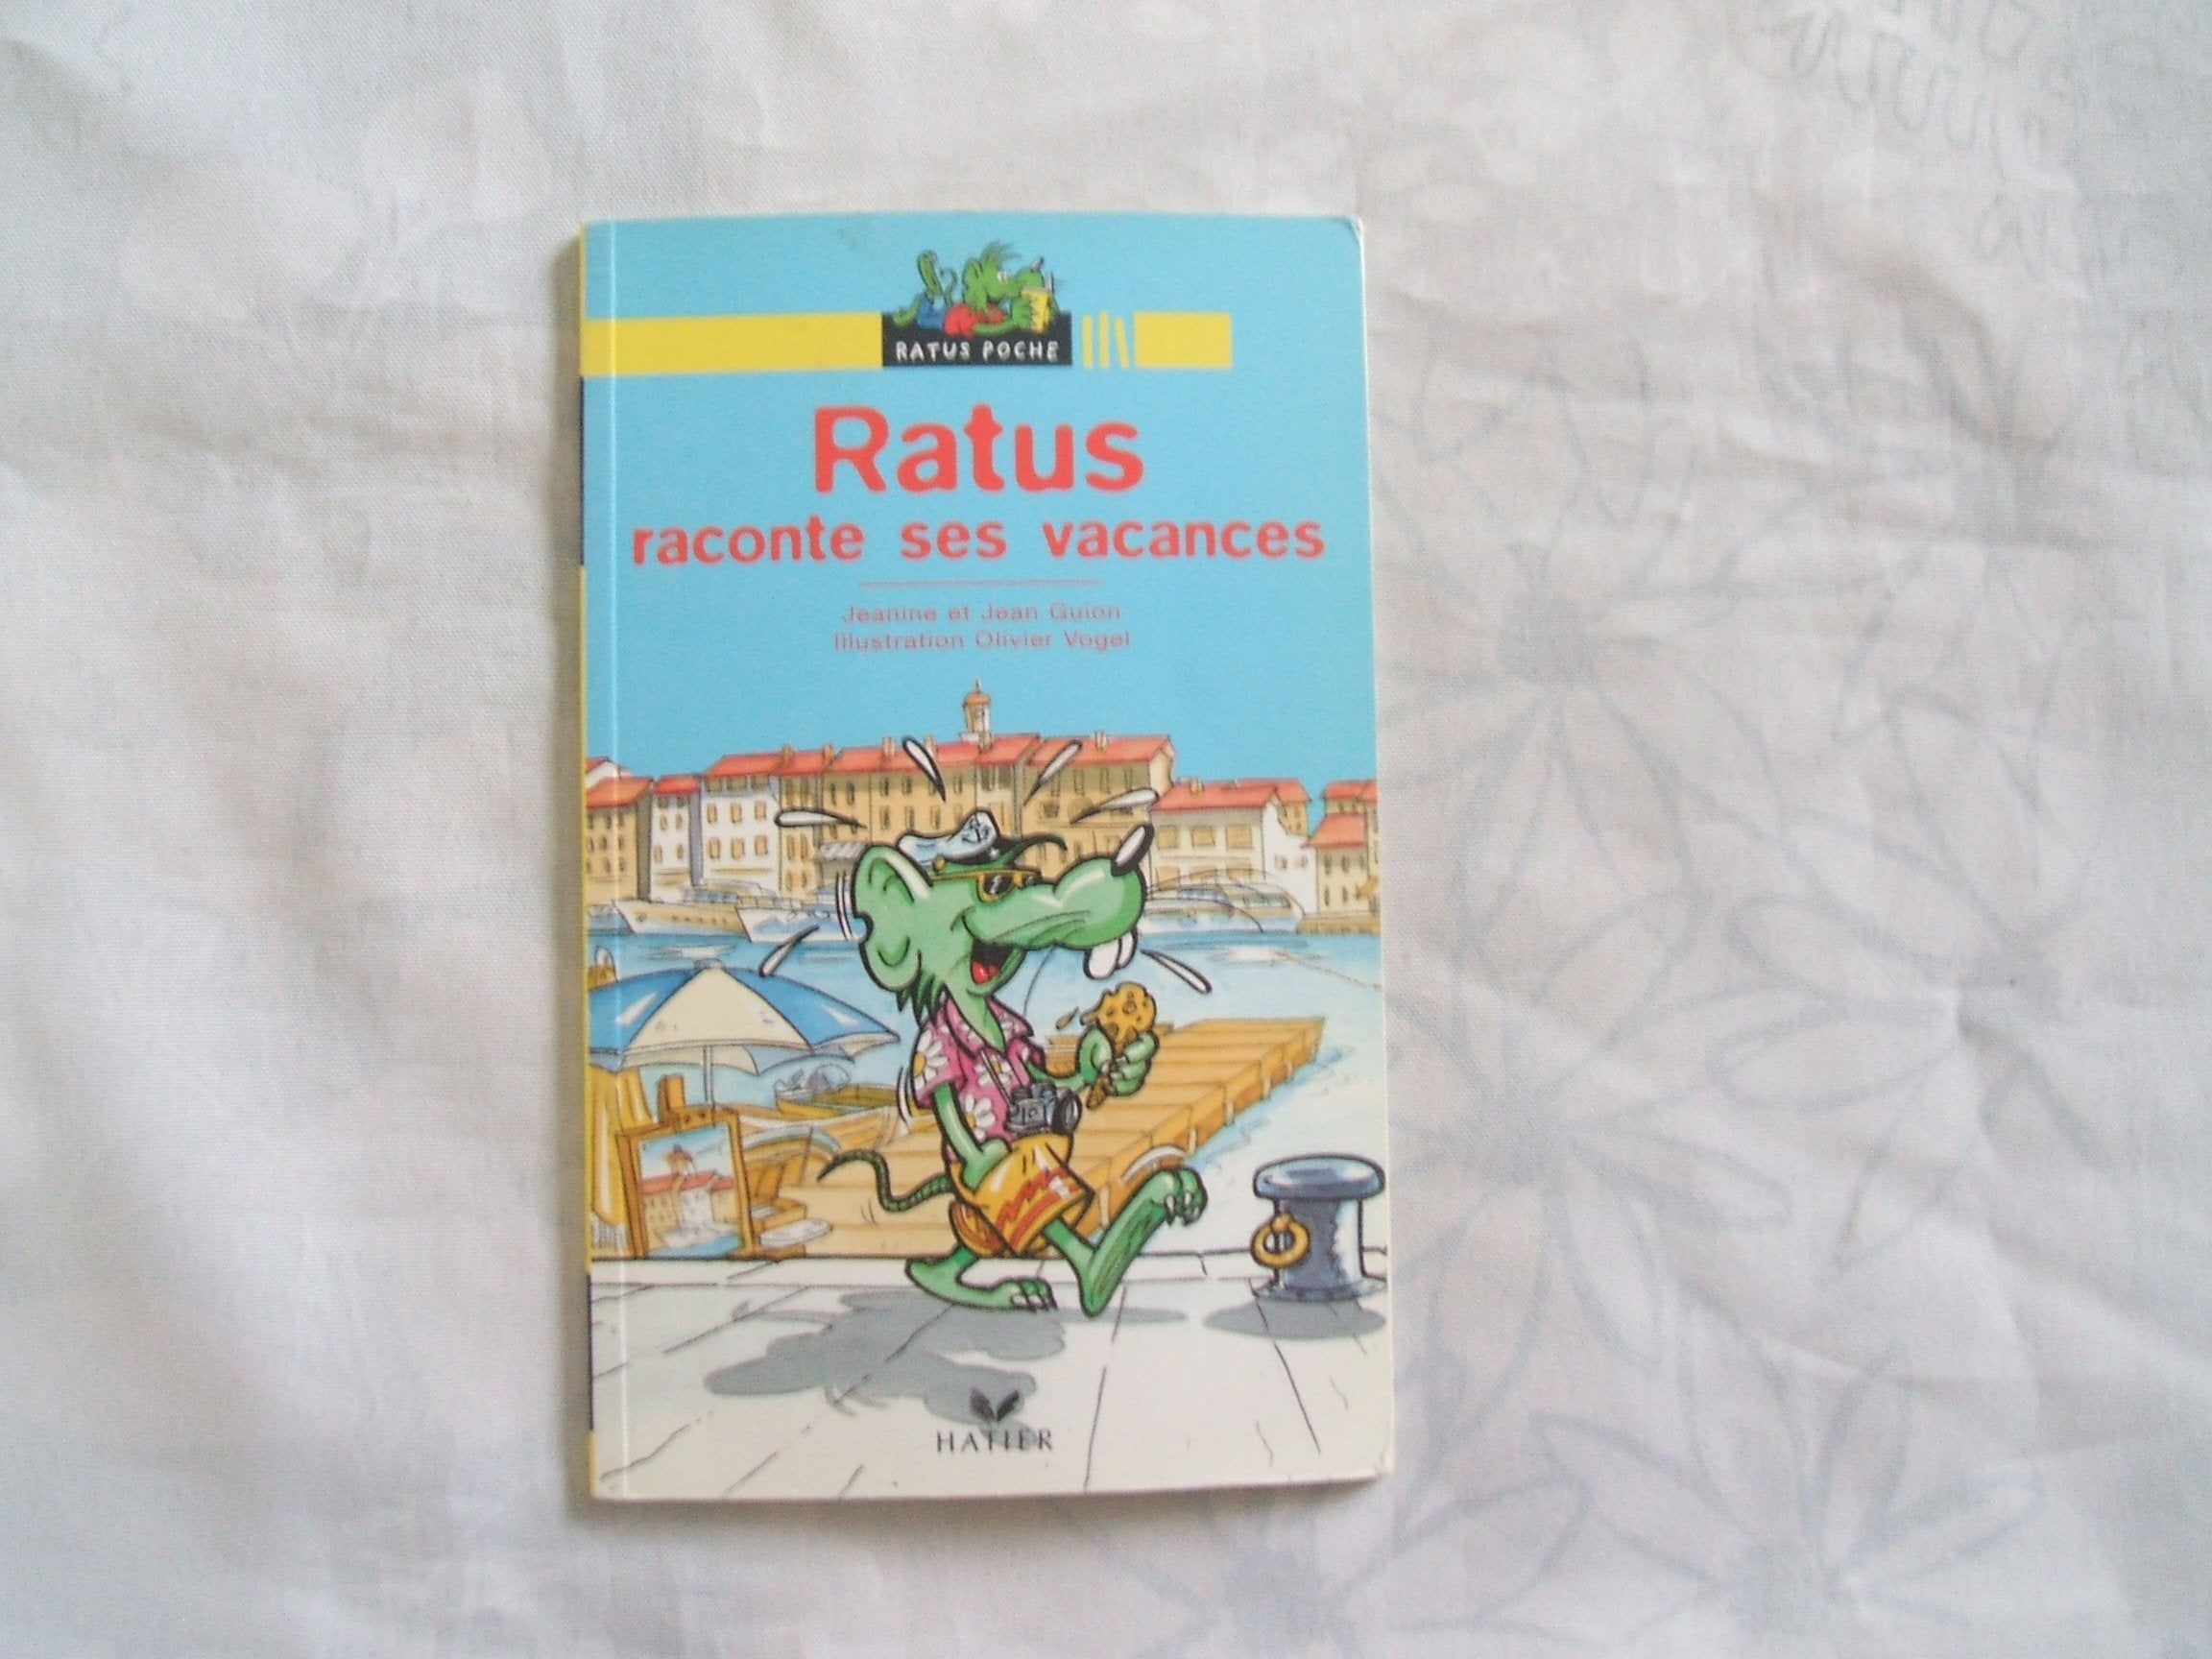 RATUS POCHE
Ratus
raconte ses vacances
Jeanine et Jean Guion
Illustration Olivier Vogel
HATIER